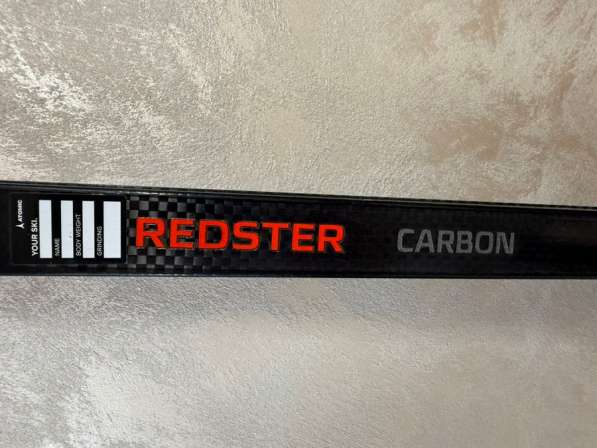 ATOMIC
YOUR SKI.
NAME
BODY WEIGHT
GRINDING
REDSTER
CARBON